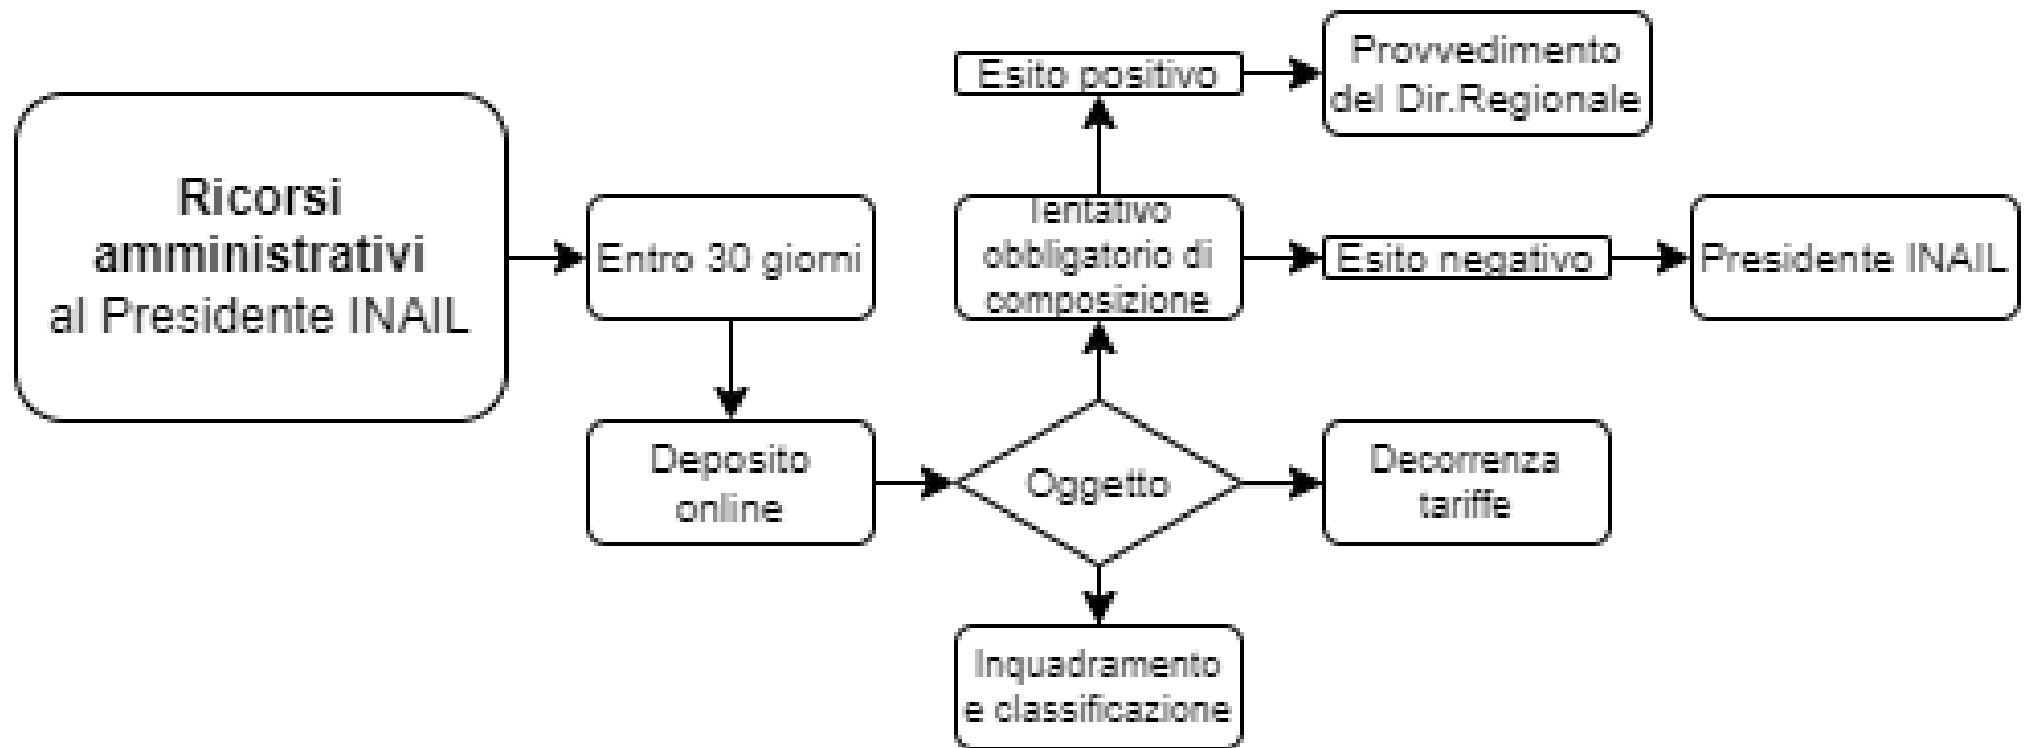 Ricorsi
amministrativi
al Presidente INAIL
Entro 30 giorni
Deposito
online
Oggetto
Tentativo
obbligatorio di
composizione
Esito positivo
Provvedimento
del Dir.Regionale
Esito negativo
Presidente INAIL
Decorrenza
tariffe
Inquadramento
e classificazione